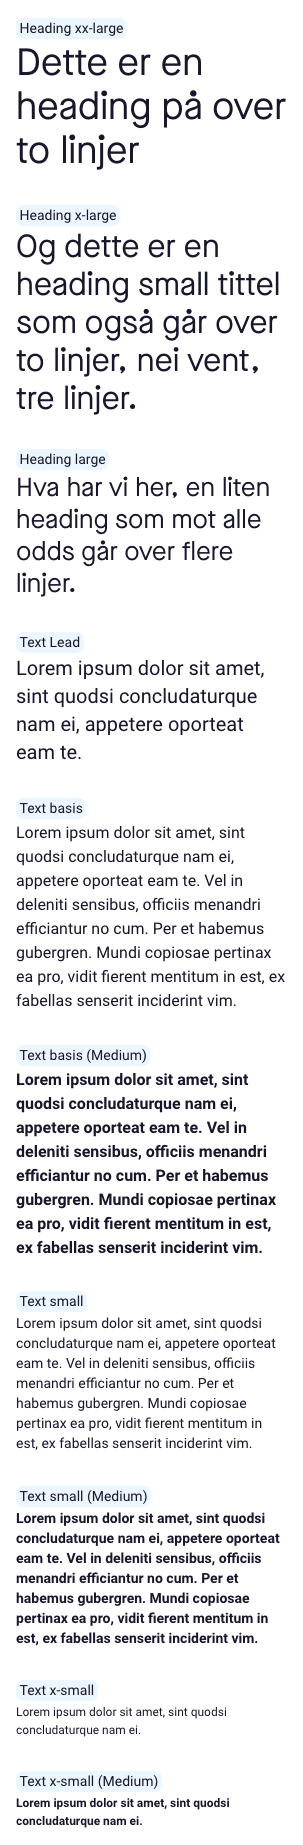 Heading xx-large
Dette er en
heading på over
to linjer
Heading x-large
Og dette er en
heading small tittel
som også går over
to linjer, nei vent,
tre linjer.
Heading large
Hva har vi her, en liten
heading som mot alle
odds går over flere
linjer.
Text Lead
Lorem ipsum dolor sit amet,
sint quodsi concludaturque
nam ei, appetere oporteat
eam te.
Text basis
Lorem ipsum dolor sit amet, sint
quodsi concludaturque nam ei,
appetere oporteat eam te. Vel in
deleniti sensibus, officiis menandri
efficiantur no cum. Per et habemus
gubergren. Mundi copiosae pertinax
ea pro, vidit fierent mentitum in est, ex
fabellas senserit inciderint vim.
Text basis (Medium)
Lorem ipsum dolor sit amet, sint
quodsi concludaturque nam ei,
appetere oporteat eam te. Vel in
deleniti sensibus, officiis menandri
efficiantur no cum. Per et habemus
gubergren. Mundi copiosae pertinax
ea pro, vidit fierent mentitum in est,
ex fabellas senserit inciderint vim.
Text small
Lorem ipsum dolor sit amet, sint quodsi
concludaturque nam ei, appetere oporteat
eam te. Vel in deleniti sensibus, officiis
menandri efficiantur no cum. Per et
habemus gubergren. Mundi copiosae
pertinax ea pro, vidit fierent mentitum in
est, ex fabellas senserit inciderint vim.
Text small (Medium)
Lorem ipsum dolor sit amet, sint quodsi
concludaturque nam ei, appetere oporteat
eam te. Vel in deleniti sensibus, officiis
menandri efficiantur no cum. Per et
habemus gubergren. Mundi copiosae
pertinax ea pro, vidit fierent mentitum in
est, ex fabellas senserit inciderint vim.
Text x-small
Lorem ipsum dolor sit amet, sint quodsi
concludaturque nam ei.
Text x-small (Medium)
Lorem ipsum dolor sit amet, sint quodsi
concludaturque nam ei.